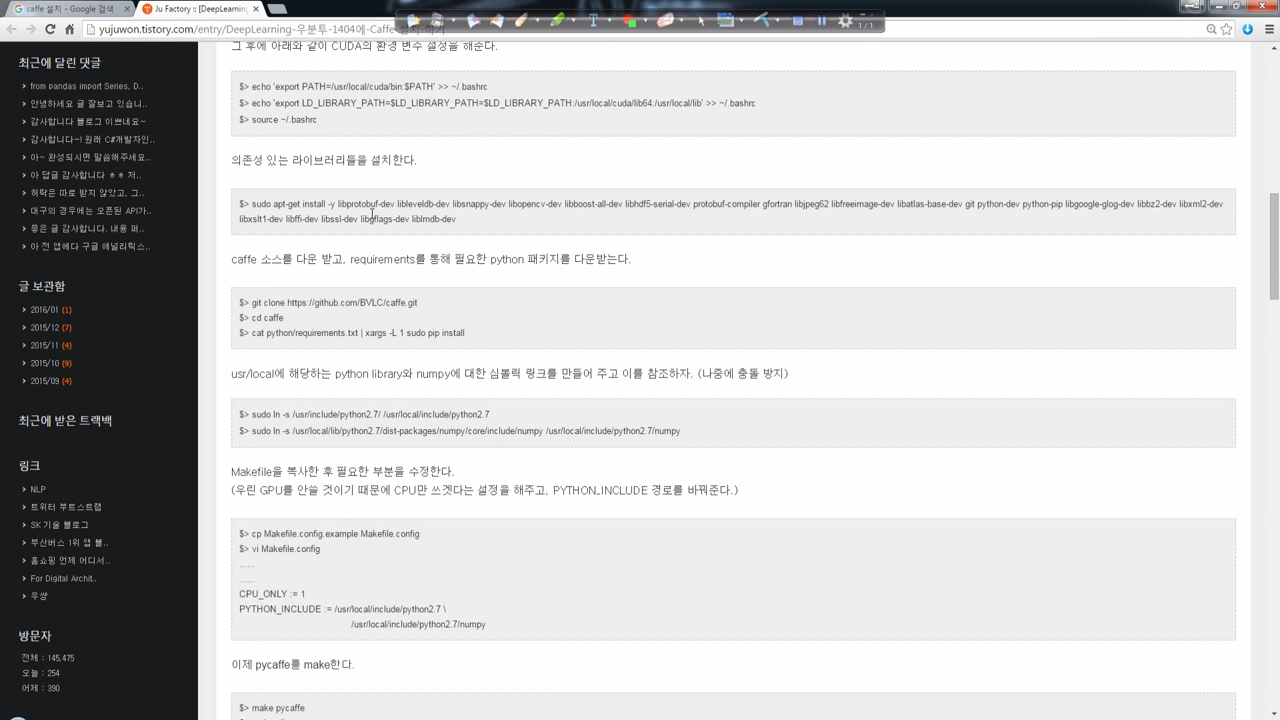 caffe 설치 - Google 검색
Ju Factory :: [DeepLearning
yujuwon.tistory.com/entry/DeepLearning-우분투-1404에-Caffe-설치-하기
1/1
최근에 달린 댓글
from pandas import Series, D..
안녕하세요 글 잘보고 있습니..
감사합니다 블로그 이쁘네요~
감사합니다~! 원래 C#개발자인..
아~ 완성되시면 말씀해주세요..
아 답글 감사합니다 ㅎㅎ 저..
허락은 따로 받지 않았고, 그..
대구의 경우에는 오픈된 API가..
좋은 글 감사합니다. 내용 퍼..
아 전 앱에다 구글 애널리틱스..
글 보관함
2016/01 (1)
2015/12 (7)
2015/11 (4)
2015/10 (9)
2015/09 (4)
최근에 받은 트랙백
링크
NLP
트위터 부트스트랩
SK 기술 블로그
부산버스 1위 앱 블..
홈쇼핑 언제 어디서..
For Digital Archit..
우쌍
방문자
전체 : 145,475
오늘 : 254
어제 : 390
그 후에 아래와 같이 CUDA의 환경 변수 설정을 해준다.
$> echo 'export PATH=/usr/local/cuda/bin:$PATH' >> ~/.bashrc
$> echo 'export LD_LIBRARY_PATH=$LD_LIBRARY_PATH=$LD_LIBRARY_PATH:/usr/local/cuda/lib64:/usr/local/lib' >> ~/.bashrc
$> source ~/.bashrc
의존성 있는 라이브러리들을 설치한다.
$> sudo apt-get install -y libprotobuf-dev libleveldb-dev libsnappy-dev libopencv-dev libboost-all-dev libhdf5-serial-dev protobuf-compiler gfortran libjpeg62 libfreeimage-dev libatlas-base-dev git python-dev python-pip libgoogle-glog-dev libbz2-dev libxml2-dev
libxslt1-dev libffi-dev libssl-dev libgflags-dev liblmdb-dev
caffe 소스를 다운 받고, requirements를 통해 필요한 python 패키지를 다운받는다.
$> git clone https://github.com/BVLC/caffe.git
$> cd caffe
$> cat python/requirements.txt | xargs -L 1 sudo pip install
usr/local에 해당하는 python library와 numpy에 대한 심볼릭 링크를 만들어 주고 이를 참조하자. (나중에 충돌 방지)
$> sudo ln -s /usr/include/python2.7/ /usr/local/include/python2.7
$> sudo ln -s /usr/local/lib/python2.7/dist-packages/numpy/core/include/numpy /usr/local/include/python2.7/numpy
Makefile을 복사한 후 필요한 부분을 수정한다.
(우린 GPU를 안쓸 것이기 때문에 CPU만 쓰겟다는 설정을 해주고, PYTHON_INCLUDE 경로를 바꿔준다.)
$> cp Makefile.config.example Makefile.config
$> vi Makefile.config
......
......
CPU_ONLY := 1
PYTHON_INCLUDE := /usr/local/include/python2.7 \
/usr/local/include/python2.7/numpy
이제 pycaffe를 make한다.
$> make pycaffe